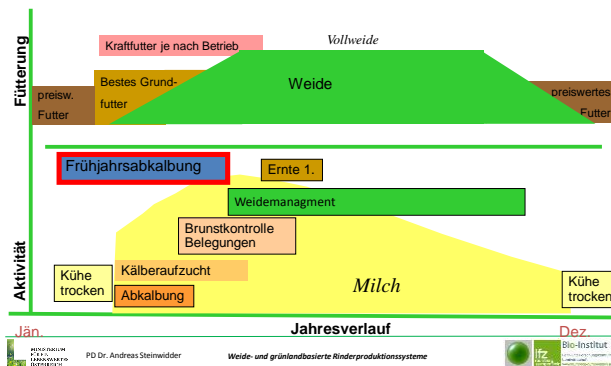 Fütterung
Kraftfutter je nach Betrieb
Vollweide
preisw.
Futter
Bestes Grund-
futter
Weide
preiswertes
Futter
Aktivität
Frühjahrsabkalbung
Ernte 1.
Weidemanagment
Brunstkontrolle
Belegungen
Kühe
trocken
Kälberaufzucht
Abkalbung
Milch
Kühe
trocken
Jän.
Jahresverlauf
Dez.
PD Dr. Andreas Steinwidder
Weide- und grünlandbasierte Rinderproduktionssysteme
lfz
Bio-Institut